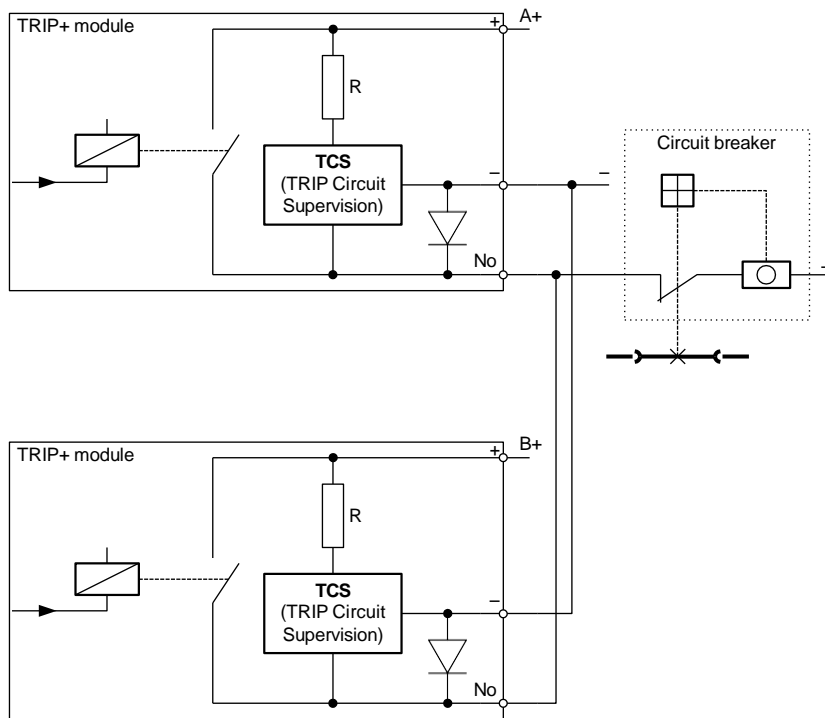 TRIP+ module
+
A+
R
TCS
(TRIP Circuit
Supervision)
–
–
No
Circuit breaker
–
TRIP+ module
+
B+
R
TCS
(TRIP Circuit
Supervision)
–
No